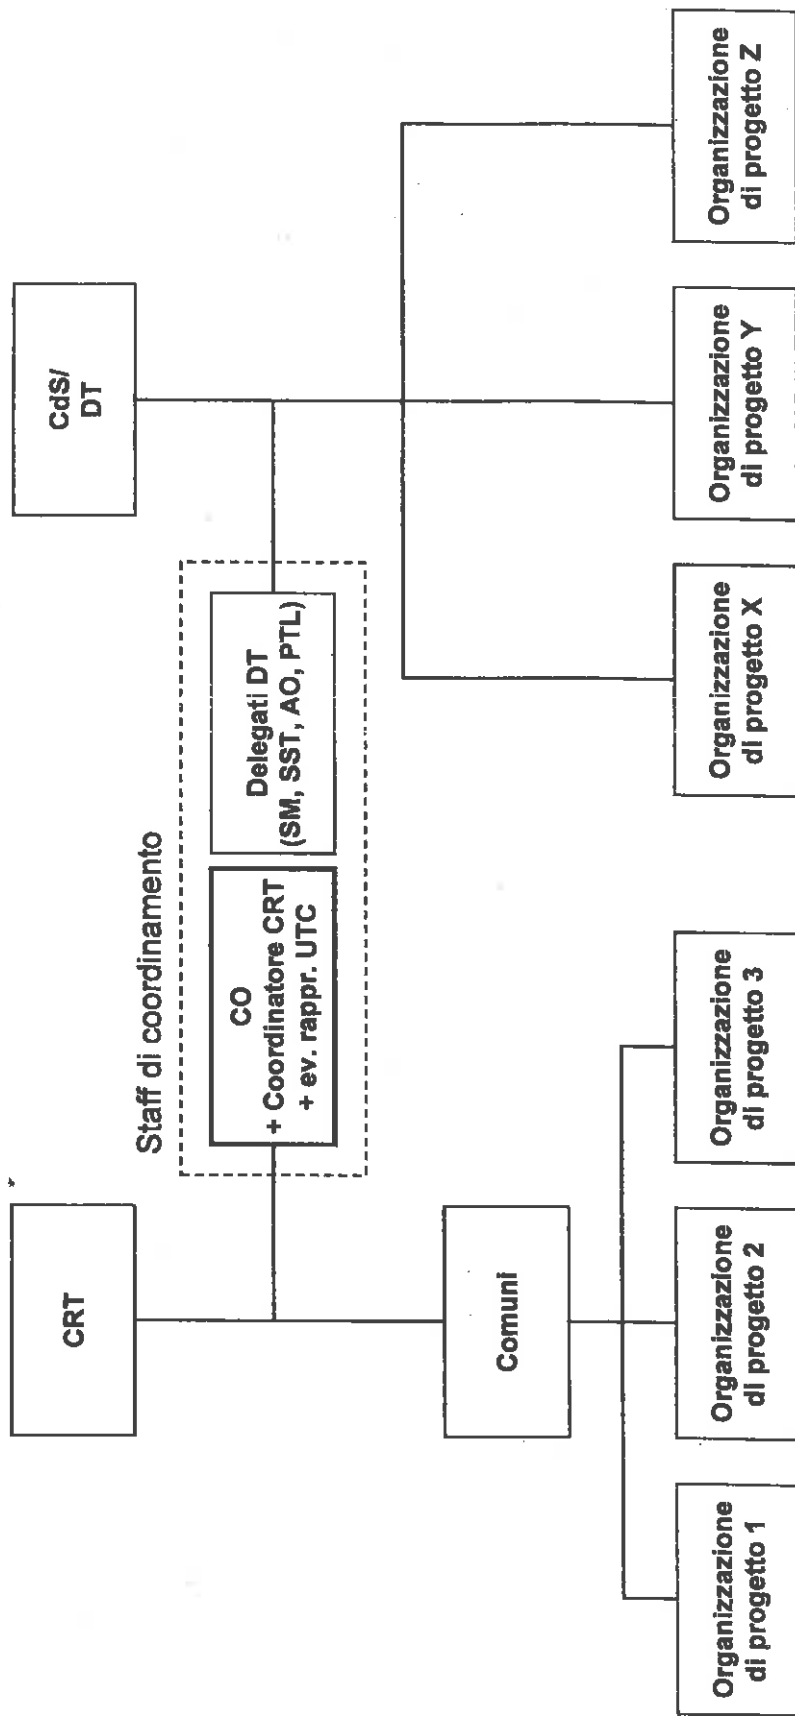 CRT
CdS/
DT
Staff di coordinamento
CO
+ Coordinatore CRT
+ ev. rappr. UTC
Delegati DT
(SM, SST, AO, PTL)
Comuni
Organizzazione
di progetto 1
Organizzazione
di progetto 2
Organizzazione
di progetto 3
Organizzazione
di progetto X
Organizzazione
di progetto Y
Organizzazione
di progetto Z